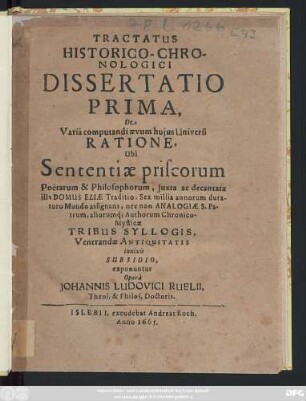 TRACTATUS
HISTORICO-CHRO-
NOLOGICI
DISSERTATIO
PRIMA,
De
Variâ computandi ævum hujus Universi
RATIONE,
Ubi
Sententiæ priscorum
Poëtarum & Philosophorum, juxta ac decantata
illa DOMUS ELIÆ Traditio. Sex millia annorum dura-
turo Mundo assignans, nec non ANALOGIÆ S. Pa-
trum, aliorumq; Authorum Chronico-
Mysticæ
TRIBUS SYLLOGIS,
Venerandæ ANTIQUITATIS
SUBSIDIO,
exponuntur
Operâ
JOHANNIS LUDOVICI RUELII,
Theol. & Philos. Doctoris.
ISLEBII, excudebat Andreas Koch.
Anno 1665.